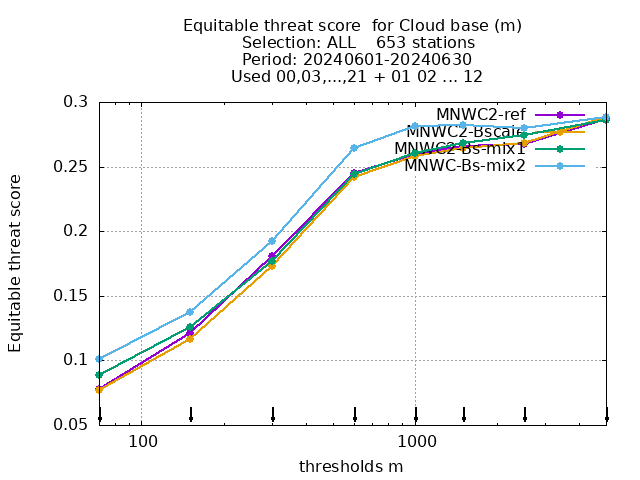 Equitable threat score  for Cloud base (m)
Selection: ALL    653 stations
Period: 20240601-20240630
Used 00,03,...,21 + 01 02 ... 12
MNWC2-ref
MNWC2-Bscale
MNWC2-Bs-mix1
MNWC-Bs-mix2
Equitable threat score
0.3
0.25
0.2
0.15
0.1
0.05
100
1000
thresholds m